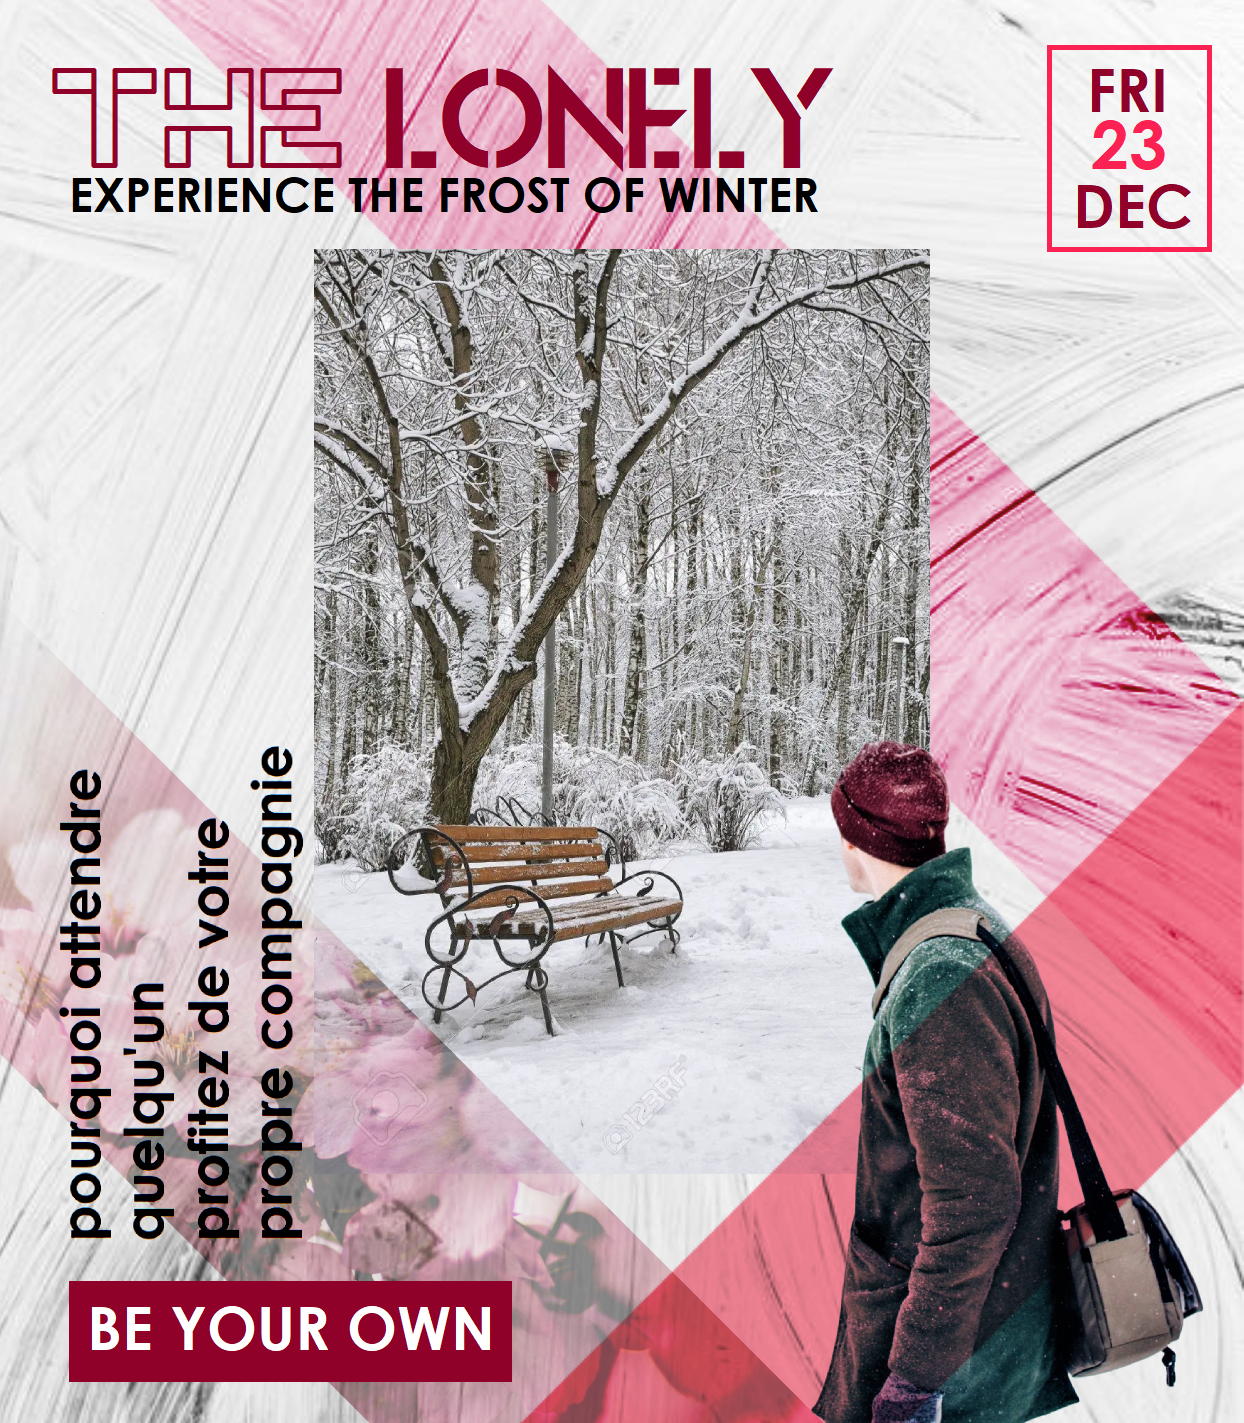 THE LONELY
EXPERIENCE THE FROST OF WINTER
FRI
23
DEC
pourquoi attendre
quelqu'un
profitez de votre
propre compagnie
BE YOUR OWN
123RF